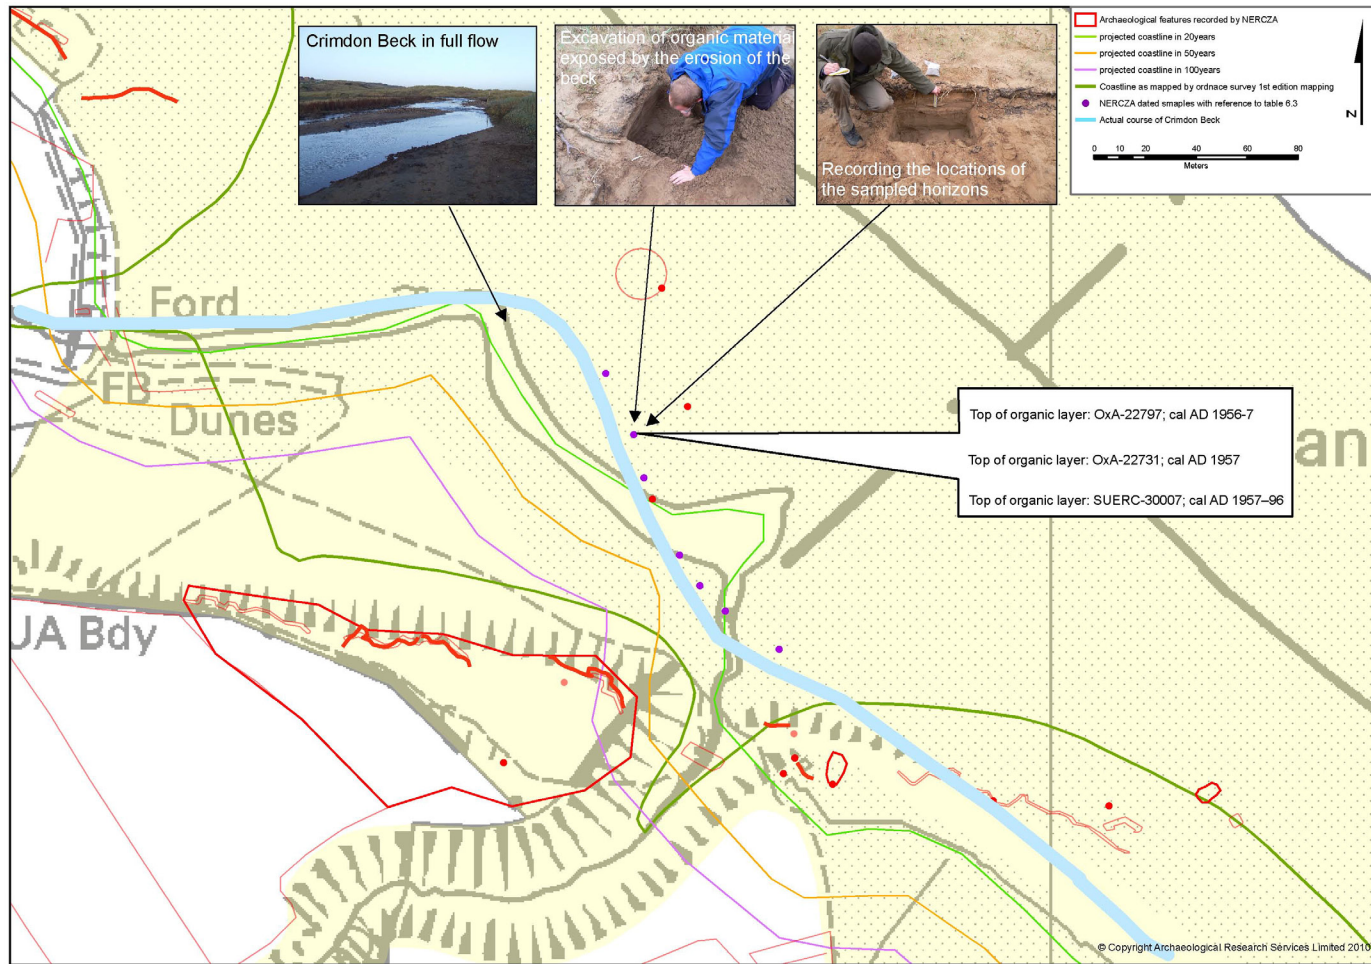 Crimdon Beck in full flow
Excavation of organic material
exposed by the erosion of the
beck
Recording the locations of
the sampled horizons
Archaeological features recorded by NERCZA
projected coastline in 20years
projected coastline in 50years
projected coastline in 100years
Coastline as mapped by ordnace survey 1st edition mapping
NERCZA dated smaples with reference to table 6.3
Actual course of Crimdon Beck
0 10 20 40 60 80
Meters
N
Ford
FB
Dunes
Top of organic layer: OxA-22797; cal AD 1956-7
Top of organic layer: OxA-22731; cal AD 1957
Top of organic layer: SUERC-30007; cal AD 1957–96
an
UA Bdy
© Copyright Archaeological Research Services Limited 2010